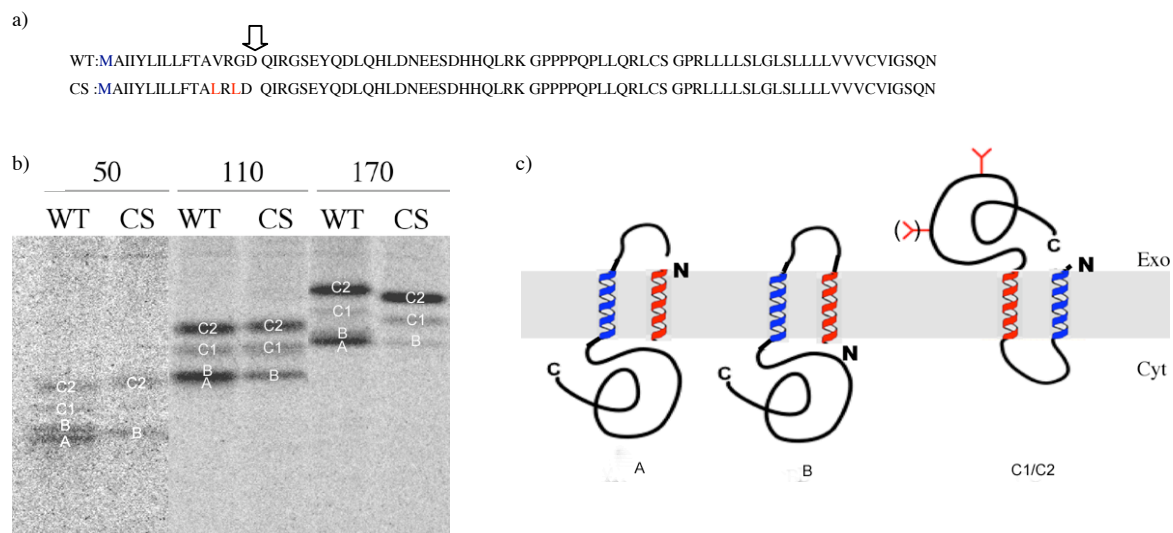 a)
WT:MAIIYLILLFTAVRGD QIRGSEYQDLQHLDNEESDHHQLRK GPPPPQPLLQRLCS GPRLLLLSLGLSLLLLVVVCVIGSQN
CS :MAIIYLILLFTALRLD QIRGSEYQDLQHLDNEESDHHQLRK GPPPPQPLLQRLCS GPRLLLLSLGLSLLLLVVVCVIGSQN
b)
50 110 170
WT CS WT CS WT CS
C2 C2 C2 C2 C2 C2
C1 C1 C1 C1 C1
B B B B B
A B A A B
c)
(Y)
C
N
Exo
N
C
N
C
Cyt
A
B
C1/C2